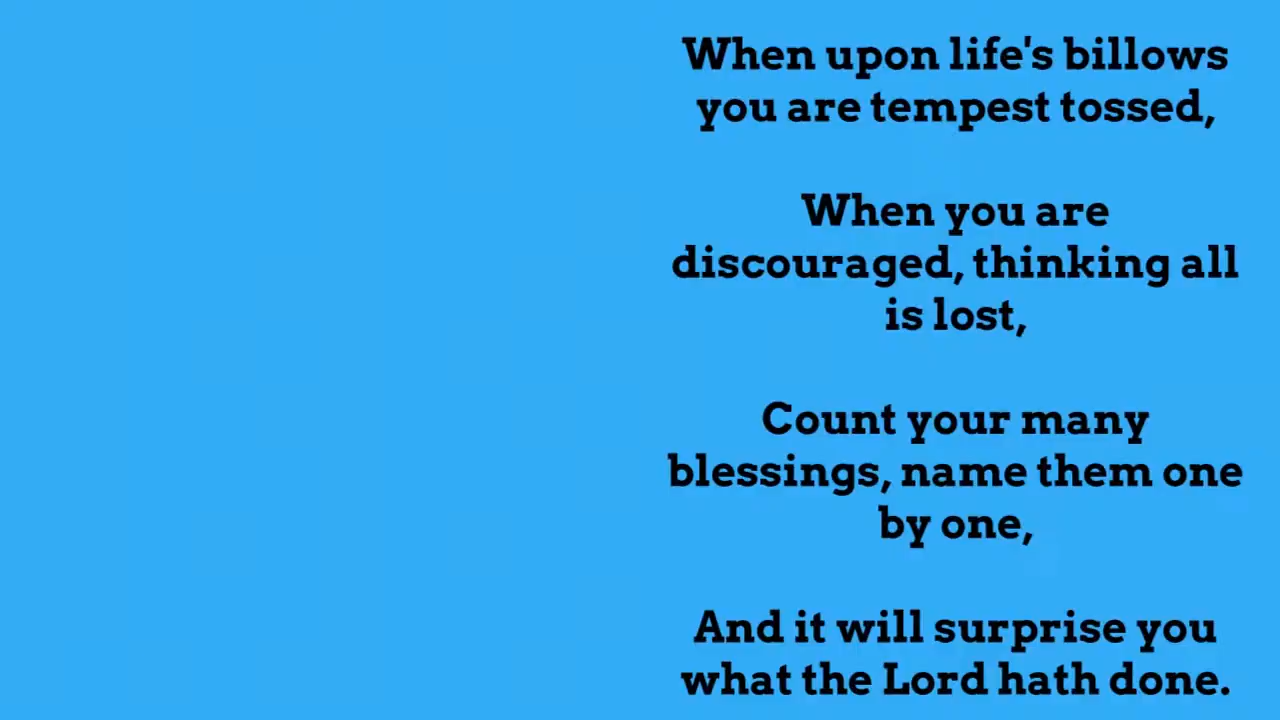 When upon life's billows
you are tempest tossed,
When you are
discouraged, thinking all
is lost,
Count your many
blessings, name them one
by one,
And it will surprise you
what the Lord hath done.